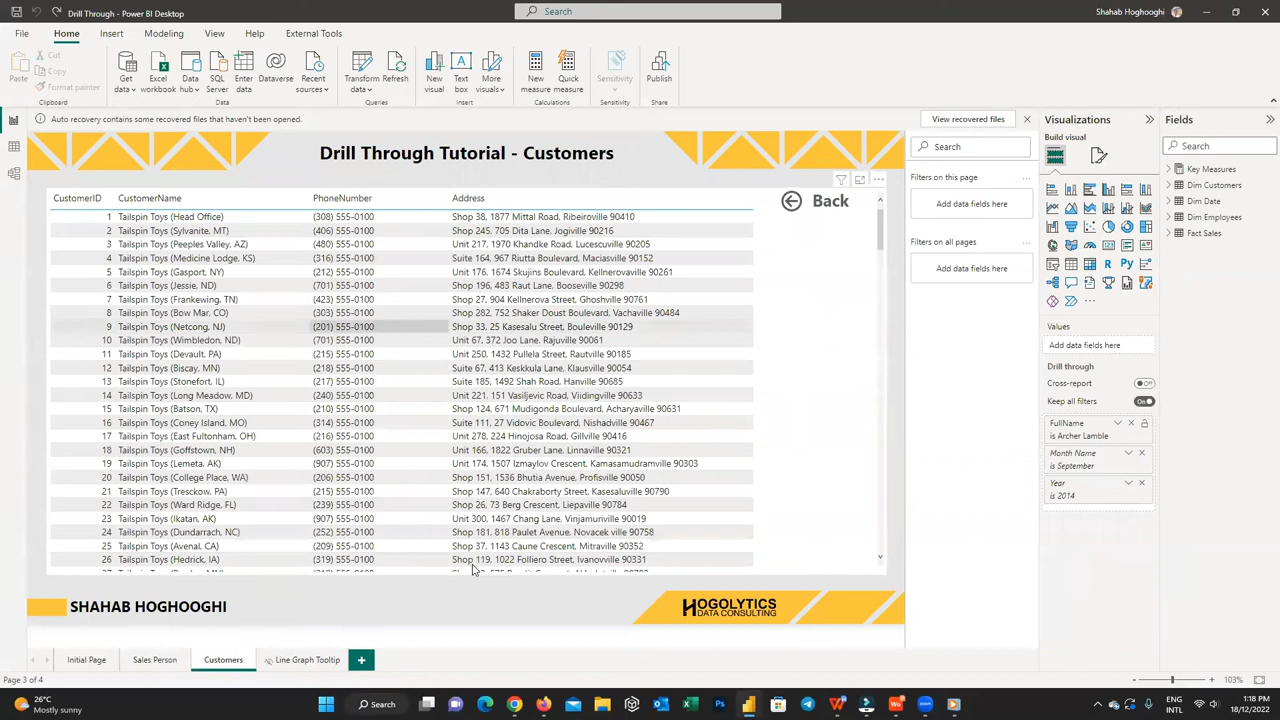 Drill Through - Power BI Desktop
Search
Shahab Hoghooghi
File Home Insert Modeling View Help External Tools
Paste
Cut
Copy
Format painter
Clipboard
Get data
Excel workbook
Data hub
SQL Server
Enter data
Dataverse
Recent sources
Data
Transform data
Refresh
Queries
New visual
Text box
More visuals
Insert
New measure
Quick measure
Calculations
Sensitivity
Sensitivity
Publish
Share
Auto recovery contains some recovered files that haven't been opened.
View recovered files
Drill Through Tutorial - Customers
Back
CustomerID CustomerName PhoneNumber Address
1 Tailspin Toys (Head Office) (308) 555-0100 Shop 38, 1877 Mittal Road, Ribeiroville 90410
2 Tailspin Toys (Sylvanite, MT) (406) 555-0100 Shop 245, 705 Dita Lane, Jogiville 90216
3 Tailspin Toys (Peeples Valley, AZ) (480) 555-0100 Unit 217, 1970 Khandke Road, Lucescuville 90205
4 Tailspin Toys (Medicine Lodge, KS) (316) 555-0100 Suite 164, 967 Riutta Boulevard, Maciasville 90152
5 Tailspin Toys (Gasport, NY) (212) 555-0100 Unit 176, 1674 Skujins Boulevard, Kellnerovaville 90261
6 Tailspin Toys (Jessie, ND) (701) 555-0100 Shop 196, 483 Raut Lane, Booseville 90298
7 Tailspin Toys (Frankewing, TN) (423) 555-0100 Shop 27, 904 Kellnerova Street, Ghoshville 90761
8 Tailspin Toys (Bow Mar, CO) (303) 555-0100 Shop 282, 752 Shaker Doust Boulevard, Vachaville 90484
9 Tailspin Toys (Netcong, NJ) (201) 555-0100 Shop 33, 25 Kasesalu Street, Bouleville 90129
10 Tailspin Toys (Wimbledon, ND) (701) 555-0100 Unit 67, 372 Joo Lane, Rajuville 90061
11 Tailspin Toys (Devault, PA) (215) 555-0100 Unit 250, 1432 Pullela Street, Rautville 90185
12 Tailspin Toys (Biscay, MN) (218) 555-0100 Suite 67, 413 Keskkula Lane, Klausville 90054
13 Tailspin Toys (Stonefort, IL) (217) 555-0100 Suite 185, 1492 Shah Road, Hanville 90685
14 Tailspin Toys (Long Meadow, MD) (240) 555-0100 Unit 221, 151 Vasiljevic Road, Viidingville 90633
15 Tailspin Toys (Batson, TX) (210) 555-0100 Shop 124, 671 Mudigonda Boulevard, Acharyaville 90631
16 Tailspin Toys (Coney Island, MO) (314) 555-0100 Suite 111, 27 Vidovic Boulevard, Nishadville 90467
17 Tailspin Toys (East Fultonham, OH) (216) 555-0100 Unit 278, 224 Hinojosa Road, Gillville 90416
18 Tailspin Toys (Goffstown, NH) (603) 555-0100 Unit 166, 1822 Gruber Lane, Linnaville 90321
19 Tailspin Toys (Lemeta, AK) (907) 555-0100 Unit 174, 1507 Izmaylov Crescent, Kamasamudramville 90303
20 Tailspin Toys (College Place, WA) (206) 555-0100 Shop 151, 1536 Bhutia Avenue, Profisville 90050
21 Tailspin Toys (Tresckow, PA) (215) 555-0100 Shop 147, 640 Chakraborty Street, Kasesaluville 90790
22 Tailspin Toys (Ward Ridge, FL) (239) 555-0100 Shop 26, 73 Berg Crescent, Liepaville 90784
23 Tailspin Toys (Ikatan, AK) (907) 555-0100 Unit 300, 1467 Chang Lane, Vinjamuriville 90019
24 Tailspin Toys (Dundarrach, NC) (252) 555-0100 Shop 181, 818 Paulet Avenue, Novacek ville 90758
25 Tailspin Toys (Avenal, CA) (209) 555-0100 Shop 37, 1143 Caune Crescent, Mitraville 90352
26 Tailspin Toys (Hedrick, IA) (319) 555-0100 Shop 119, 1022 Folliero Street, Ivanovville 90331
SHAHAB HOGHOOGHI
HOGOLYTICS
DATA CONSULTING
Search
Filters on this page
Add data fields here
Filters on all pages
Add data fields here
Visualizations
Build visual
R
Py
123
Values
Add data fields here
Drill through
Cross-report Off
Keep all filters On
FullName
is Archer Lamble
Month Name
is September
Year
is 2014
Fields
Search
Key Measures
Dim Customers
Dim Date
Dim Employees
Fact Sales
Initial Page
Sales Person
Customers
Line Graph Tooltip
Page 3 of 4
103%
26°C
Mostly sunny
Search
ENG
INTL
1:18 PM
18/12/2022